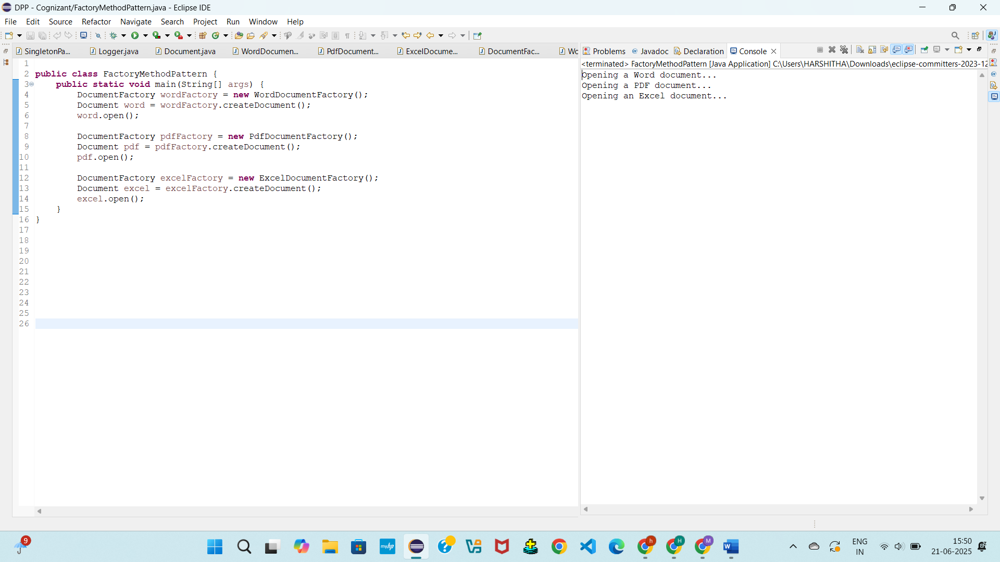 DPP - Cognizant/FactoryMethodPattern.java - Eclipse IDE
File Edit Source Refactor Navigate Search Project Run Window Help
SingletonPa... Logger.java Document.java WordDocumen... PdfDocument... ExcelDocume... DocumentFac... Wo
Problems @ Javadoc Declaration Console
<terminated> FactoryMethodPattern [Java Application] C:\Users\HARSHITHA\Downloads\eclipse-committers-2023-12
1
2 public class FactoryMethodPattern {
3 public static void main(String[] args) {
4 DocumentFactory wordFactory = new WordDocumentFactory();
5 Document word = wordFactory.createDocument();
6 word.open();
7
8 DocumentFactory pdfFactory = new PdfDocumentFactory();
9 Document pdf = pdfFactory.createDocument();
10 pdf.open();
11
12 DocumentFactory excelFactory = new ExcelDocumentFactory();
13 Document excel = excelFactory.createDocument();
14 excel.open();
15 }
16 }
17
18
19
20
21
22
23
24
25
26
Opening a Word document...
Opening a PDF document...
Opening an Excel document...
9
myhp
h
H
M
W
ENG
IN
15:50
21-06-2025